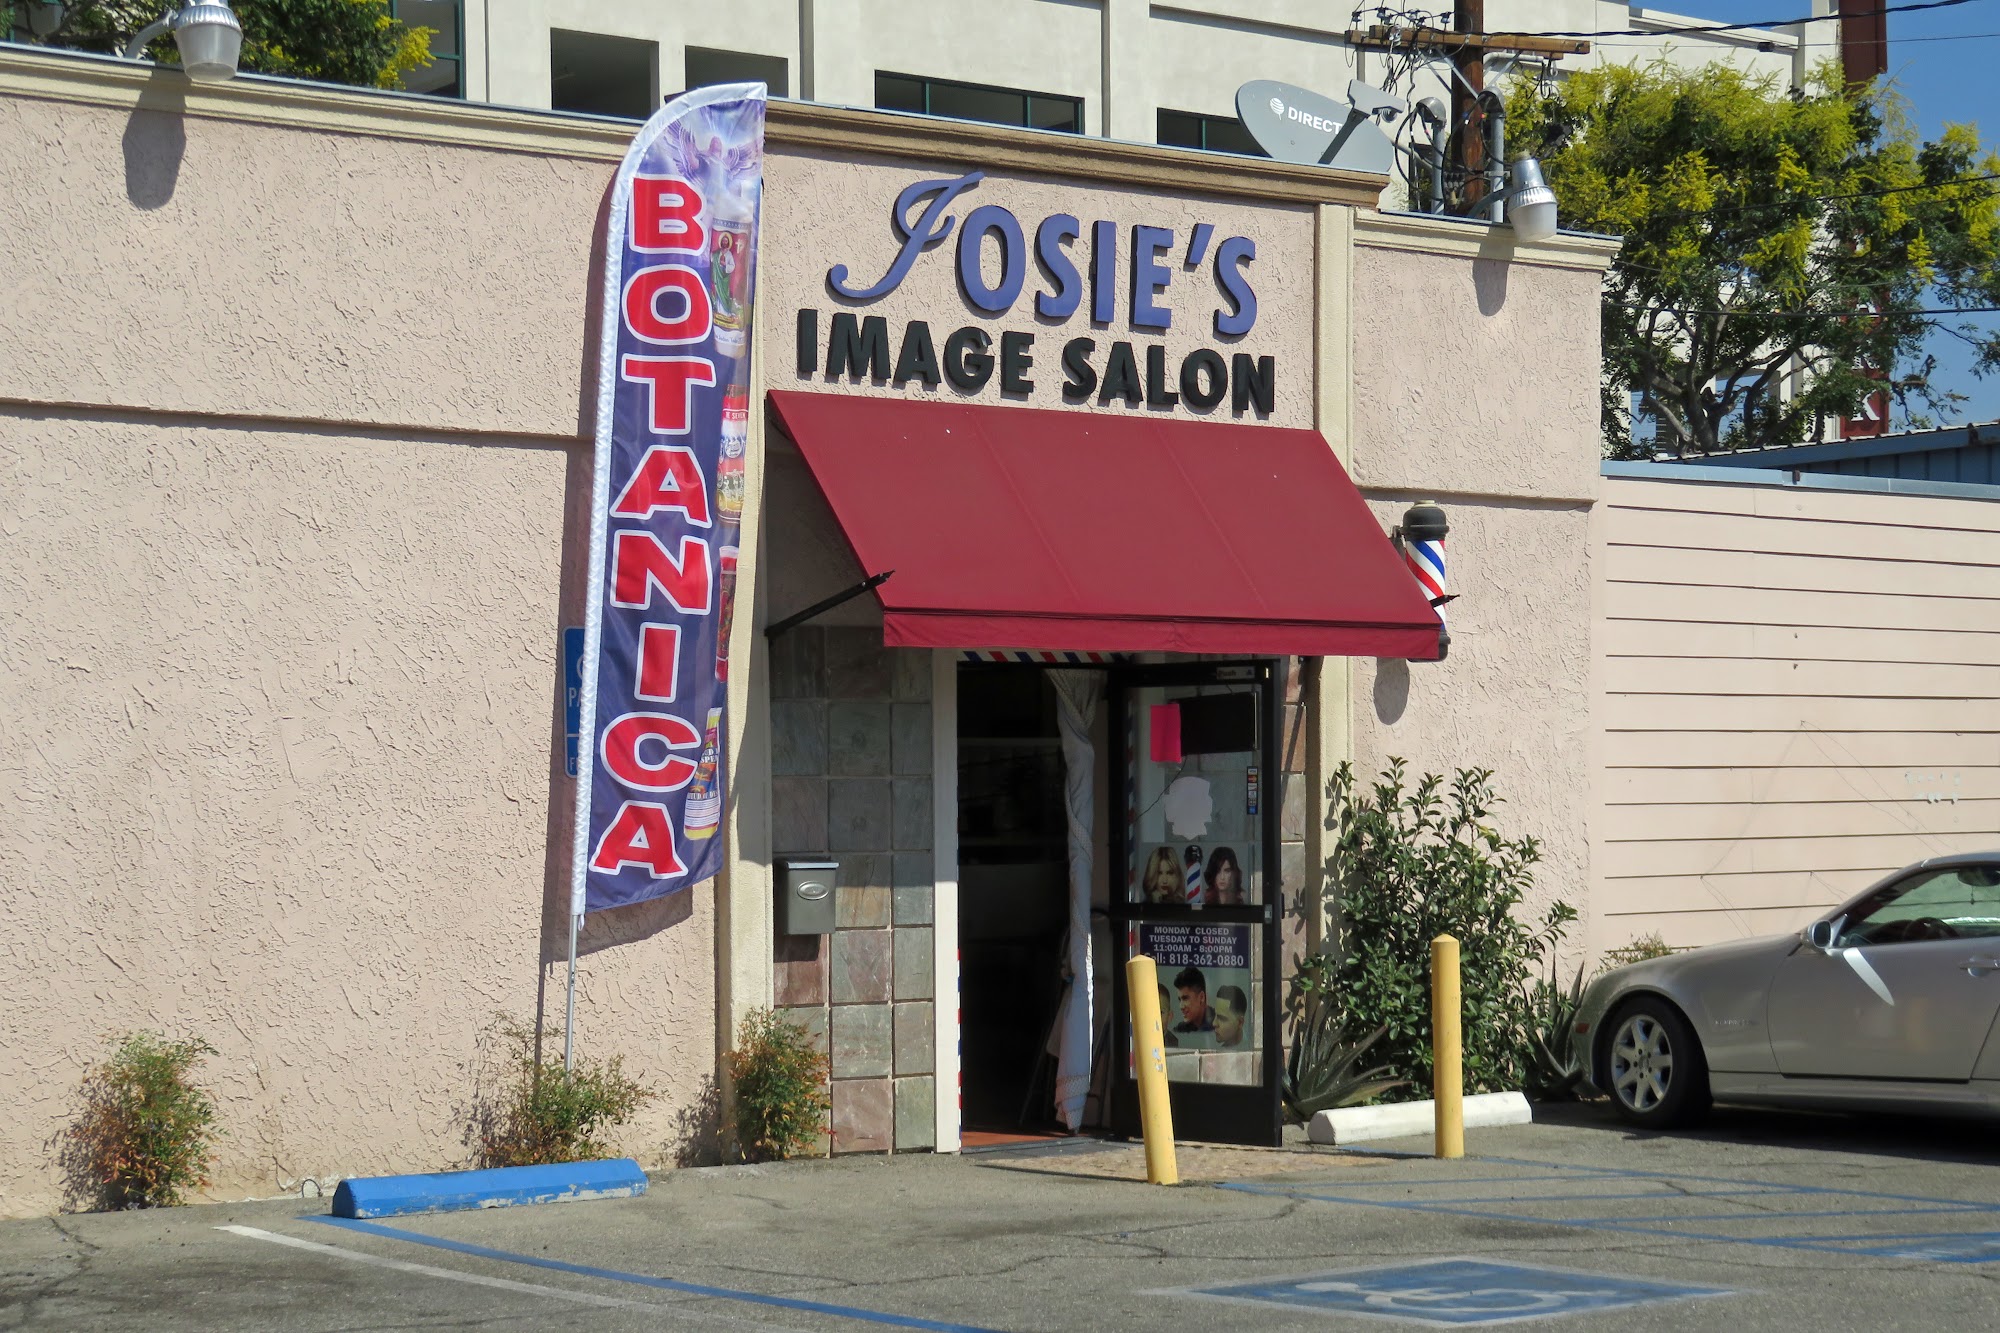 DIRECT
JOSIE'S
IMAGE SALON
BOTANICA
MONDAY CLOSED
TUESDAY TO SUNDAY
11:00AM - 8:00PM
Call: 818-362-0880